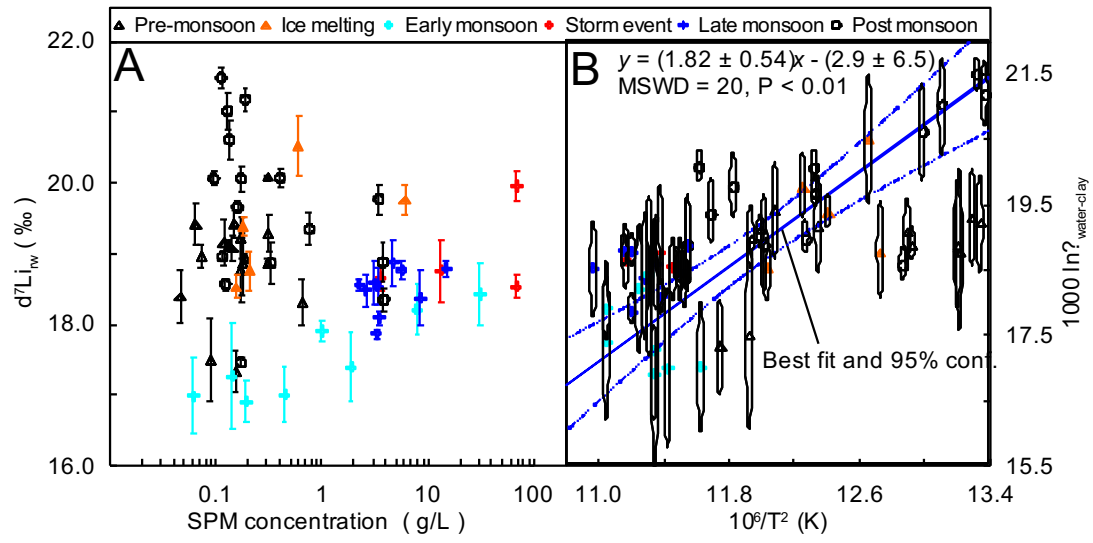 Pre-monsoon Ice melting Early monsoon Storm event Late monsoon Post monsoon
A
22.0
20.0
18.0
16.0
d⁷Li_rw ( ‰ )
0.1 1 10 100
SPM concentration ( g/L )
B
y = (1.82 ± 0.54)x - (2.9 ± 6.5)
MSWD = 20, P < 0.01
Best fit and 95% conf.
21.5
19.5
17.5
15.5
1000 ln?_water-clay
11.0 11.8 12.6 13.4
10⁶/T² (K)